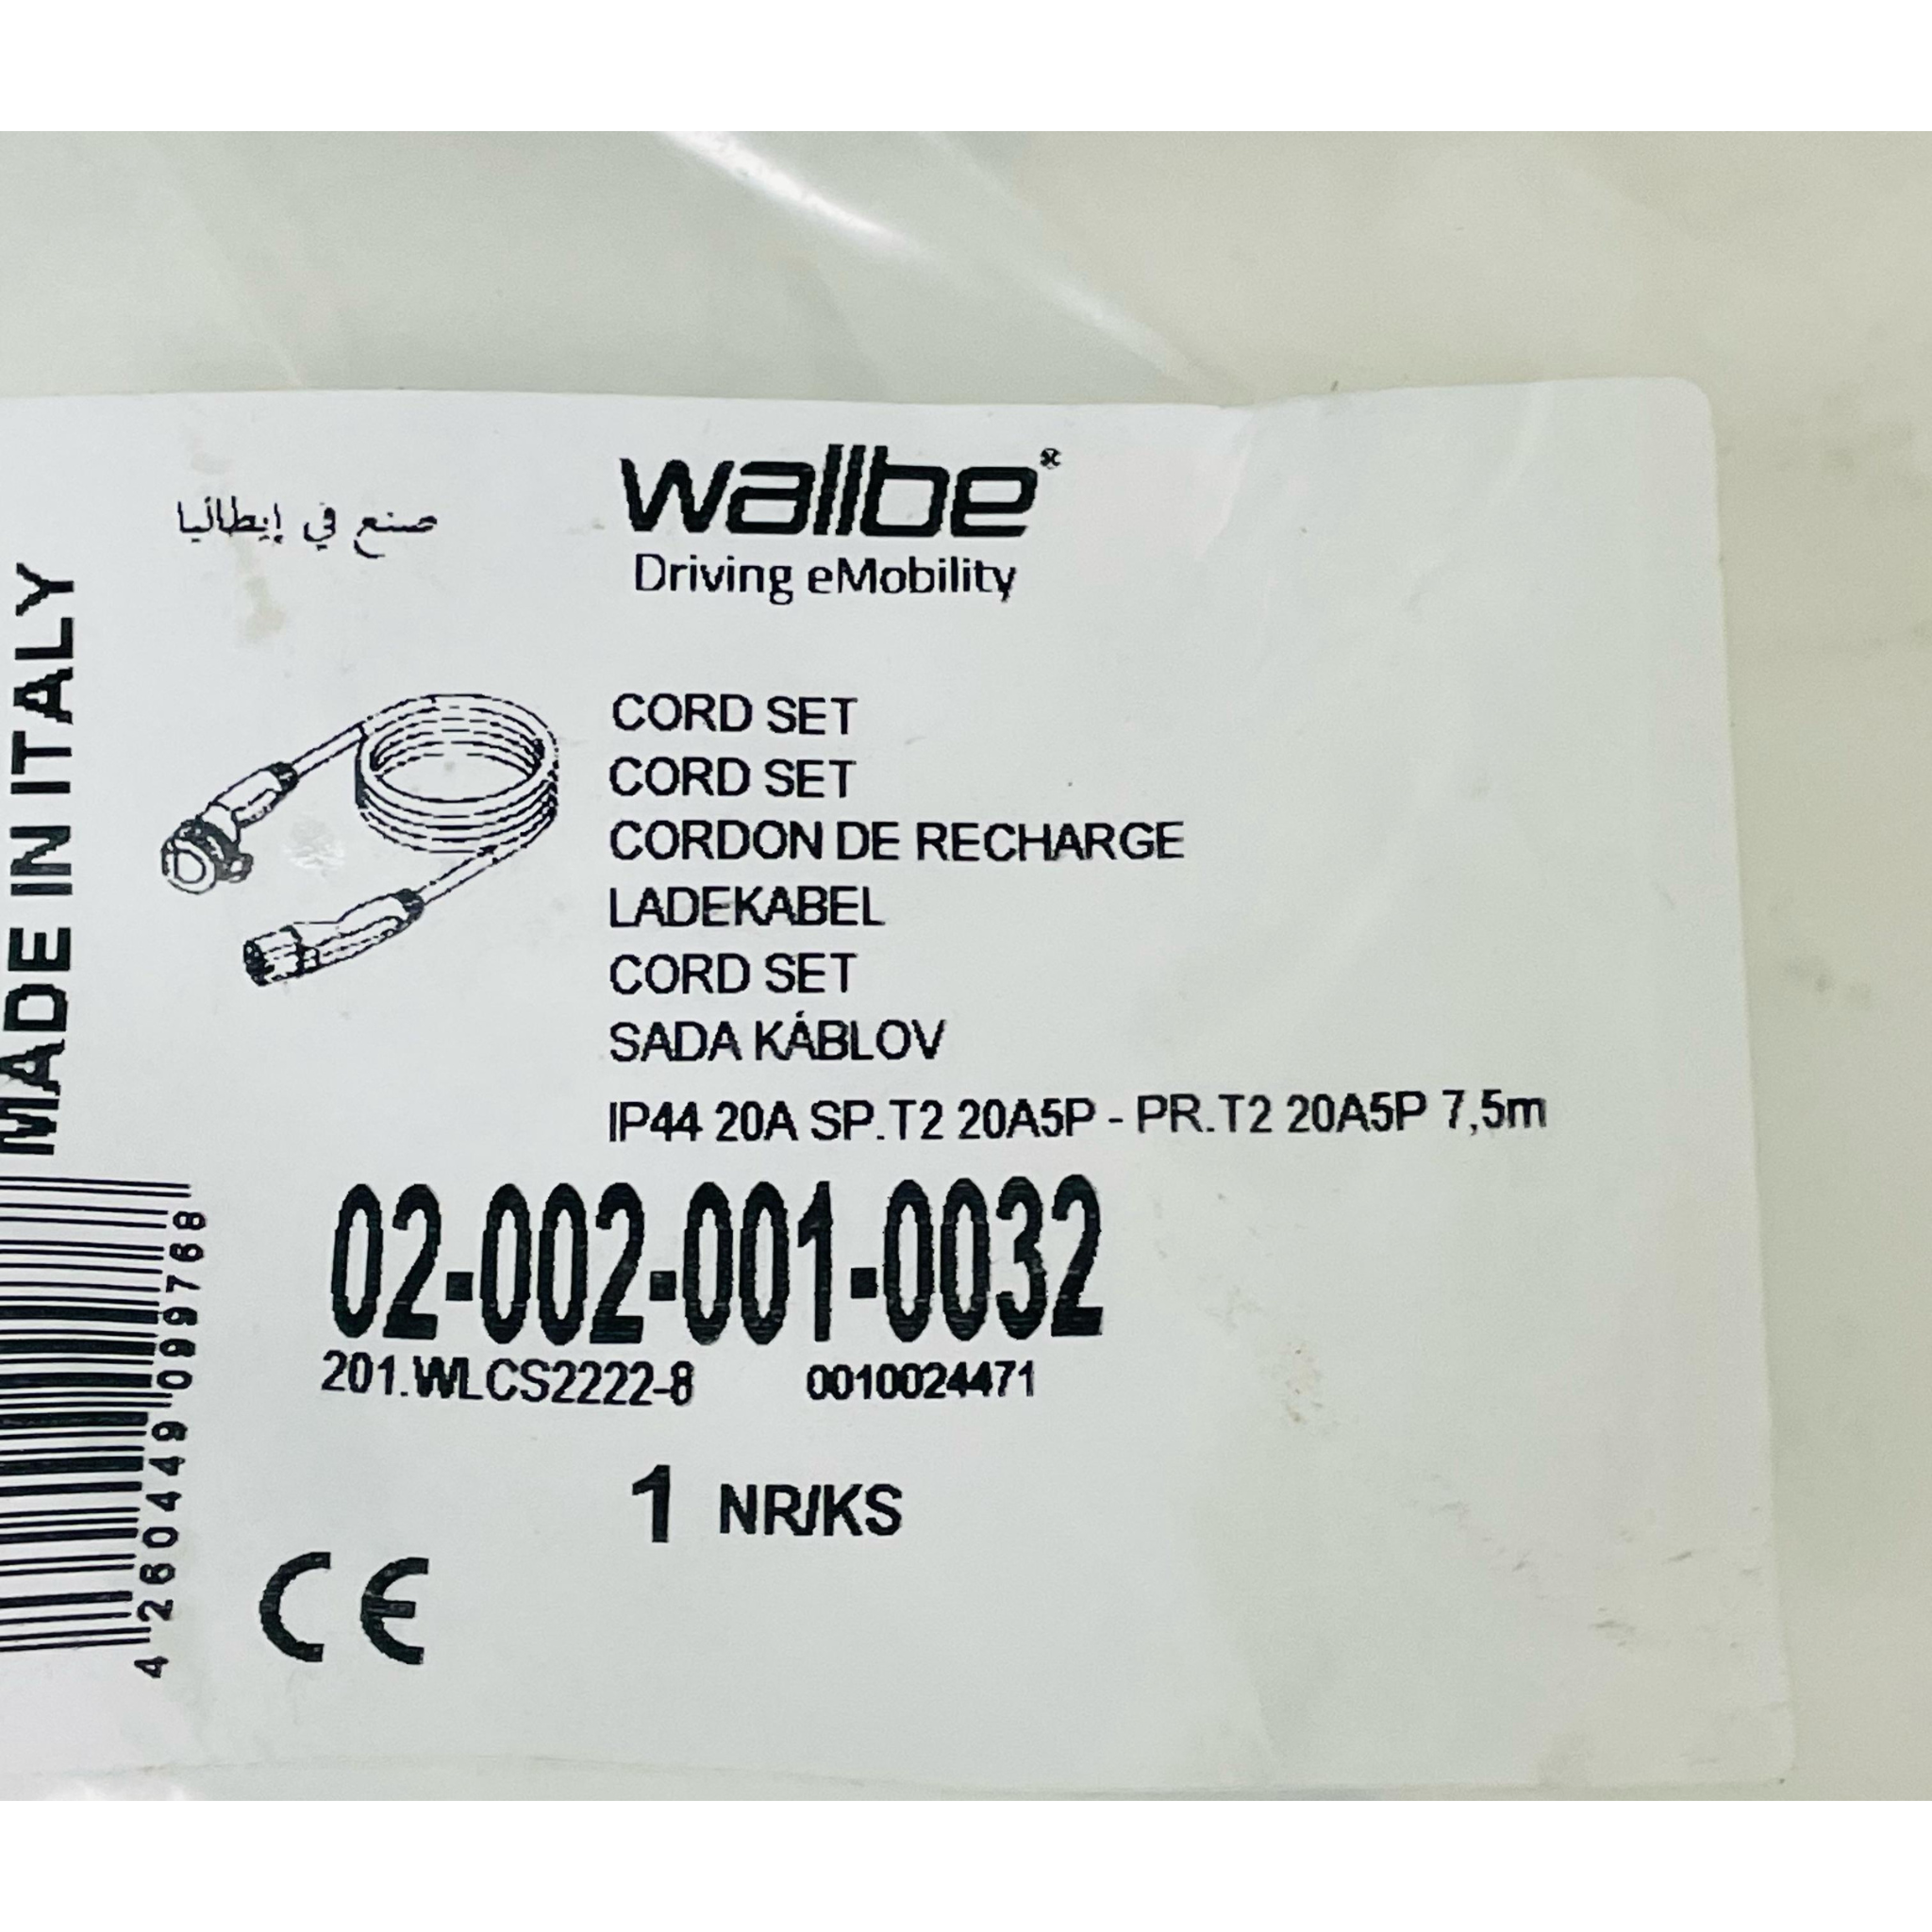 wallbe
Driving eMobility
صنع في إيطاليا
MADE IN ITALY
CORD SET
CORD SET
CORDON DE RECHARGE
LADEKABEL
CORD SET
SADA KÁBLOV
IP44 20A SP.T2 20A5P - PR.T2 20A5P 7,5m
02-002-001-0032
201.WLCS2222-8 0010024471
1 NR/KS
4 260449 099768
CE